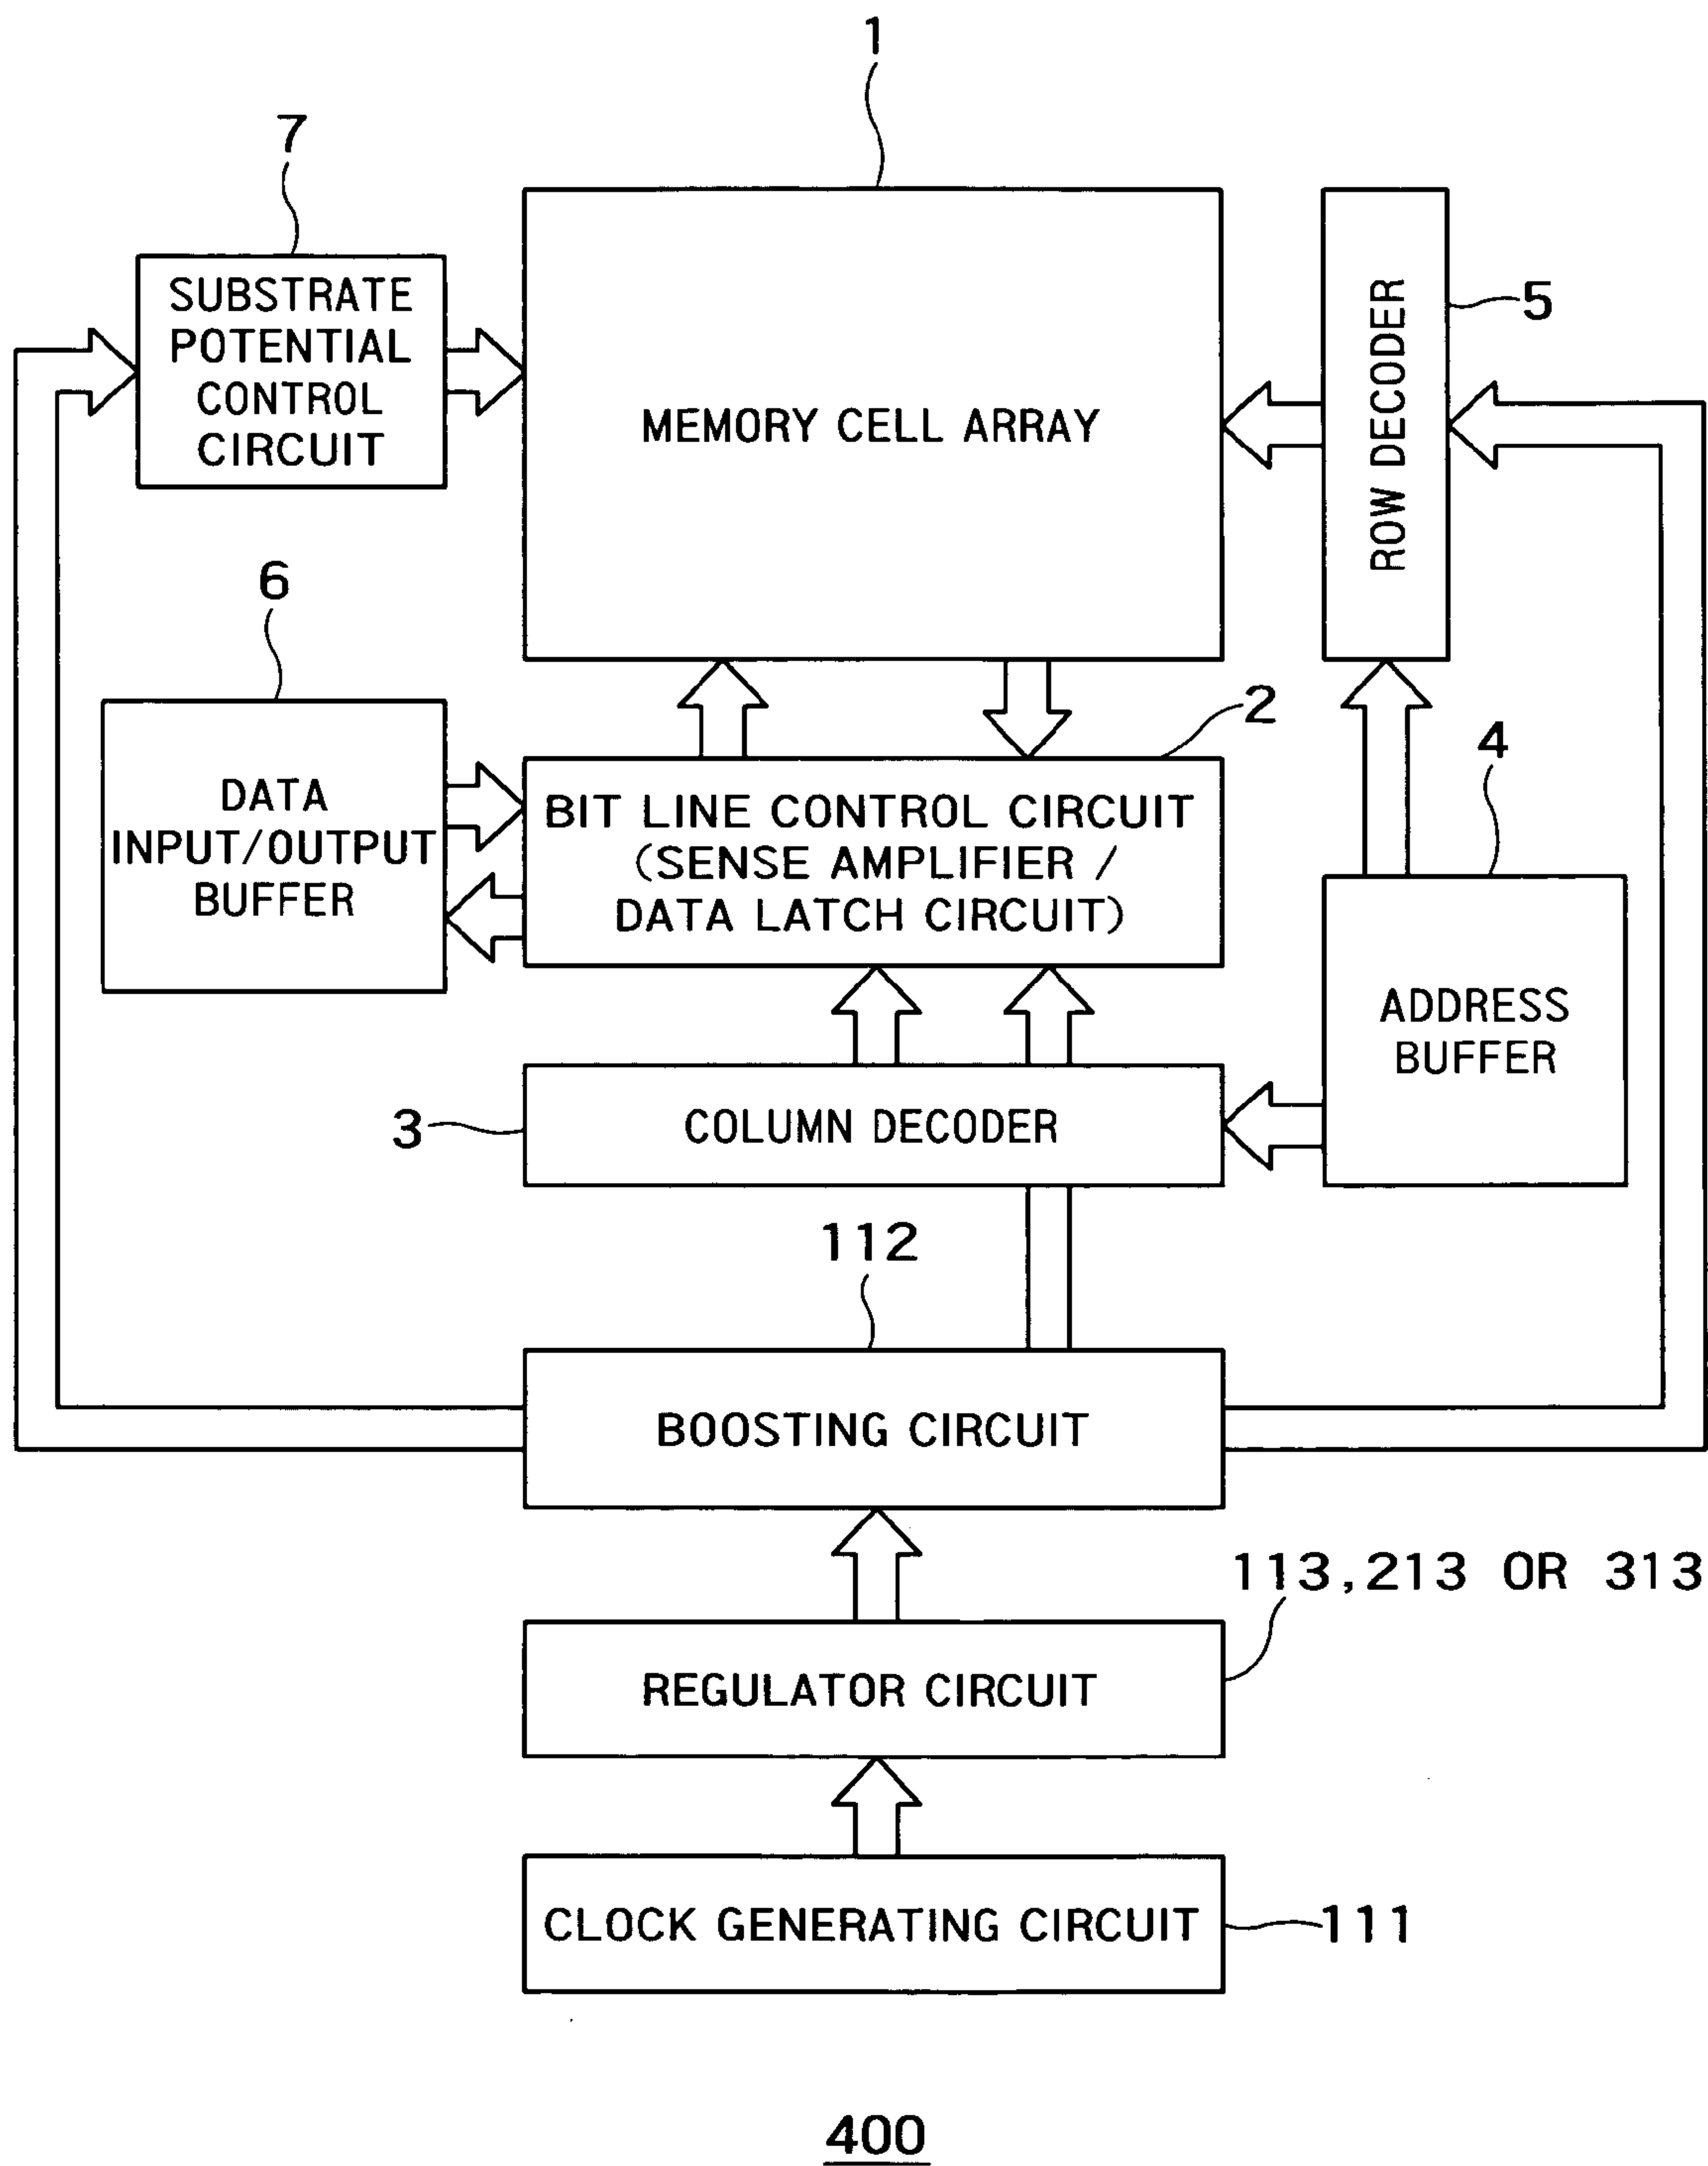 1
7
SUBSTRATE
POTENTIAL
CONTROL
CIRCUIT
MEMORY CELL ARRAY
ROW DECODER
5
6
DATA
INPUT/OUTPUT
BUFFER
2
BIT LINE CONTROL CIRCUIT
(SENSE AMPLIFIER /
DATA LATCH CIRCUIT)
4
ADDRESS
BUFFER
3
COLUMN DECODER
112
BOOSTING CIRCUIT
113,213 OR 313
REGULATOR CIRCUIT
CLOCK GENERATING CIRCUIT
111
400